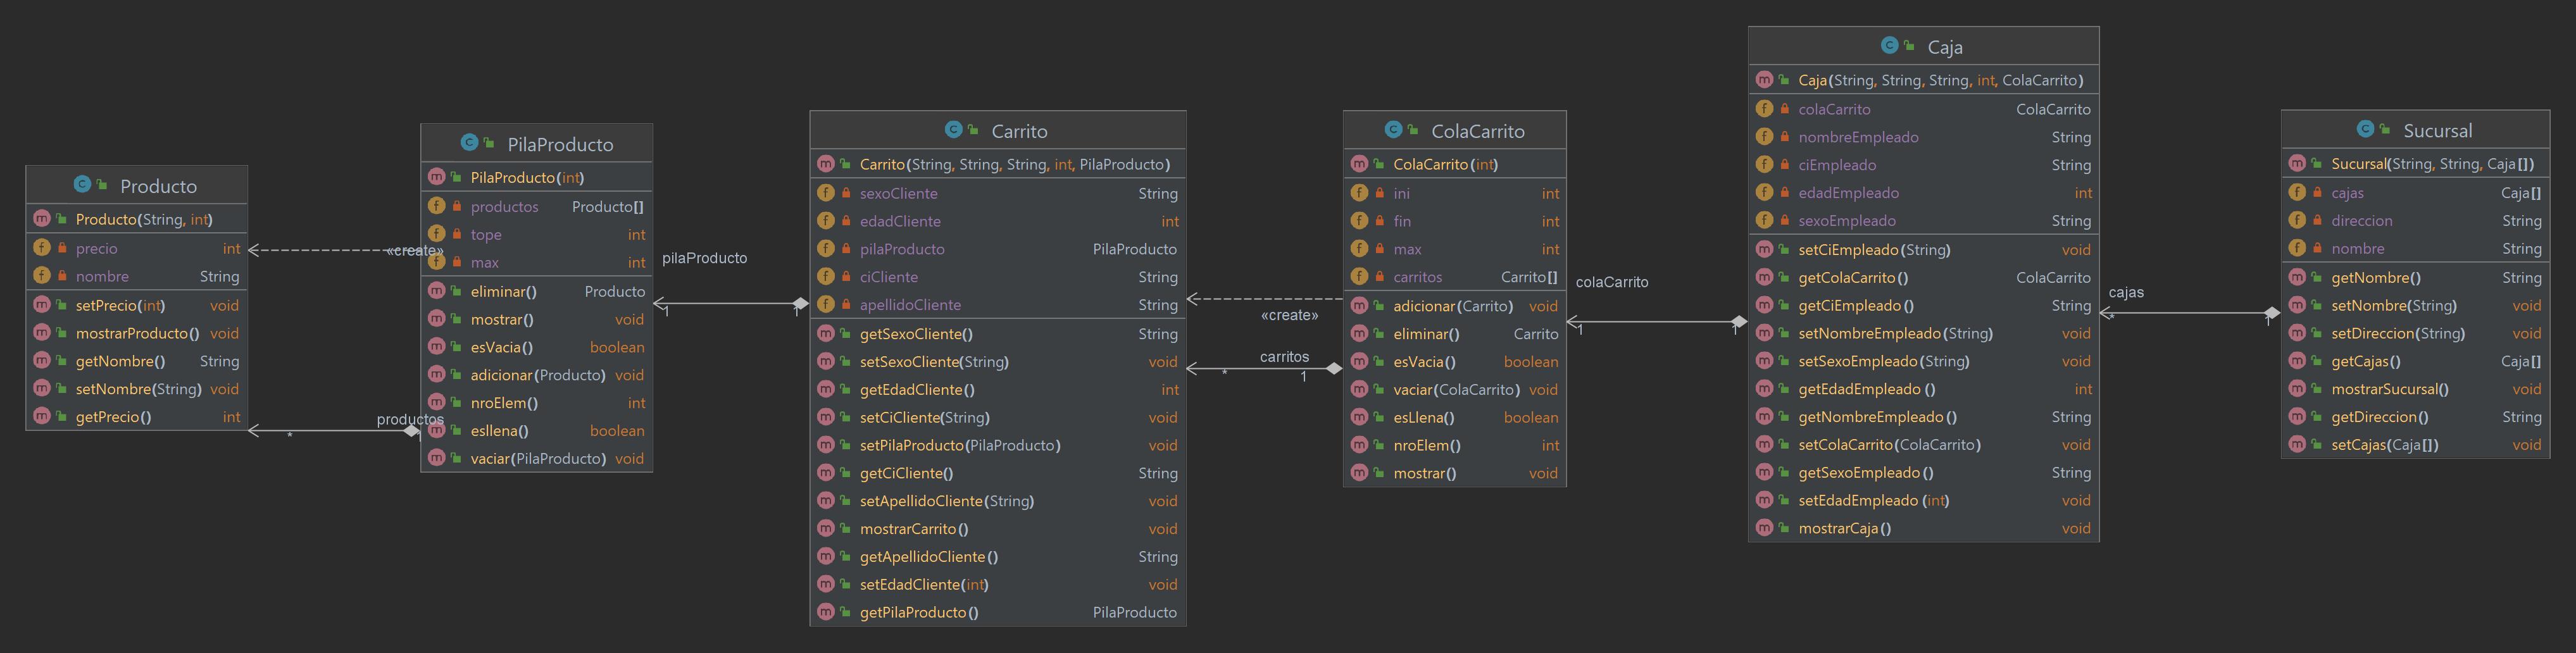 Producto
Producto(String, int)
precio int
nombre String
setPrecio(int) void
mostrarProducto() void
getNombre() String
setNombre(String) void
getPrecio() int
«create»
productos
*
1
PilaProducto
PilaProducto(int)
productos Producto[]
tope int
max int
eliminar() Producto
mostrar() void
esVacia() boolean
adicionar(Producto) void
nroElem() int
esllena() boolean
vaciar(PilaProducto) void
pilaProducto
1
1
Carrito
Carrito(String, String, String, int, PilaProducto)
sexoCliente String
edadCliente int
pilaProducto PilaProducto
ciCliente String
apellidoCliente String
getSexoCliente() String
setSexoCliente(String) void
getEdadCliente() int
setCiCliente(String) void
setPilaProducto(PilaProducto) void
getCiCliente() String
setApellidoCliente(String) void
mostrarCarrito() void
getApellidoCliente() String
setEdadCliente(int) void
getPilaProducto() PilaProducto
«create»
carritos
*
1
ColaCarrito
ColaCarrito(int)
ini int
fin int
max int
carritos Carrito[]
adicionar(Carrito) void
eliminar() Carrito
esVacia() boolean
vaciar(ColaCarrito) void
esLlena() boolean
nroElem() int
mostrar() void
colaCarrito
1
1
Caja
Caja(String, String, String, int, ColaCarrito)
colaCarrito ColaCarrito
nombreEmpleado String
ciEmpleado String
edadEmpleado int
sexoEmpleado String
setCiEmpleado(String) void
getColaCarrito() ColaCarrito
getCiEmpleado() String
setNombreEmpleado(String) void
setSexoEmpleado(String) void
getEdadEmpleado() int
getNombreEmpleado() String
setColaCarrito(ColaCarrito) void
getSexoEmpleado() String
setEdadEmpleado(int) void
mostrarCaja() void
cajas
*
1
Sucursal
Sucursal(String, String, Caja[])
cajas Caja[]
direccion String
nombre String
getNombre() String
setNombre(String) void
setDireccion(String) void
getCajas() Caja[]
mostrarSucursal() void
getDireccion() String
setCajas(Caja[]) void